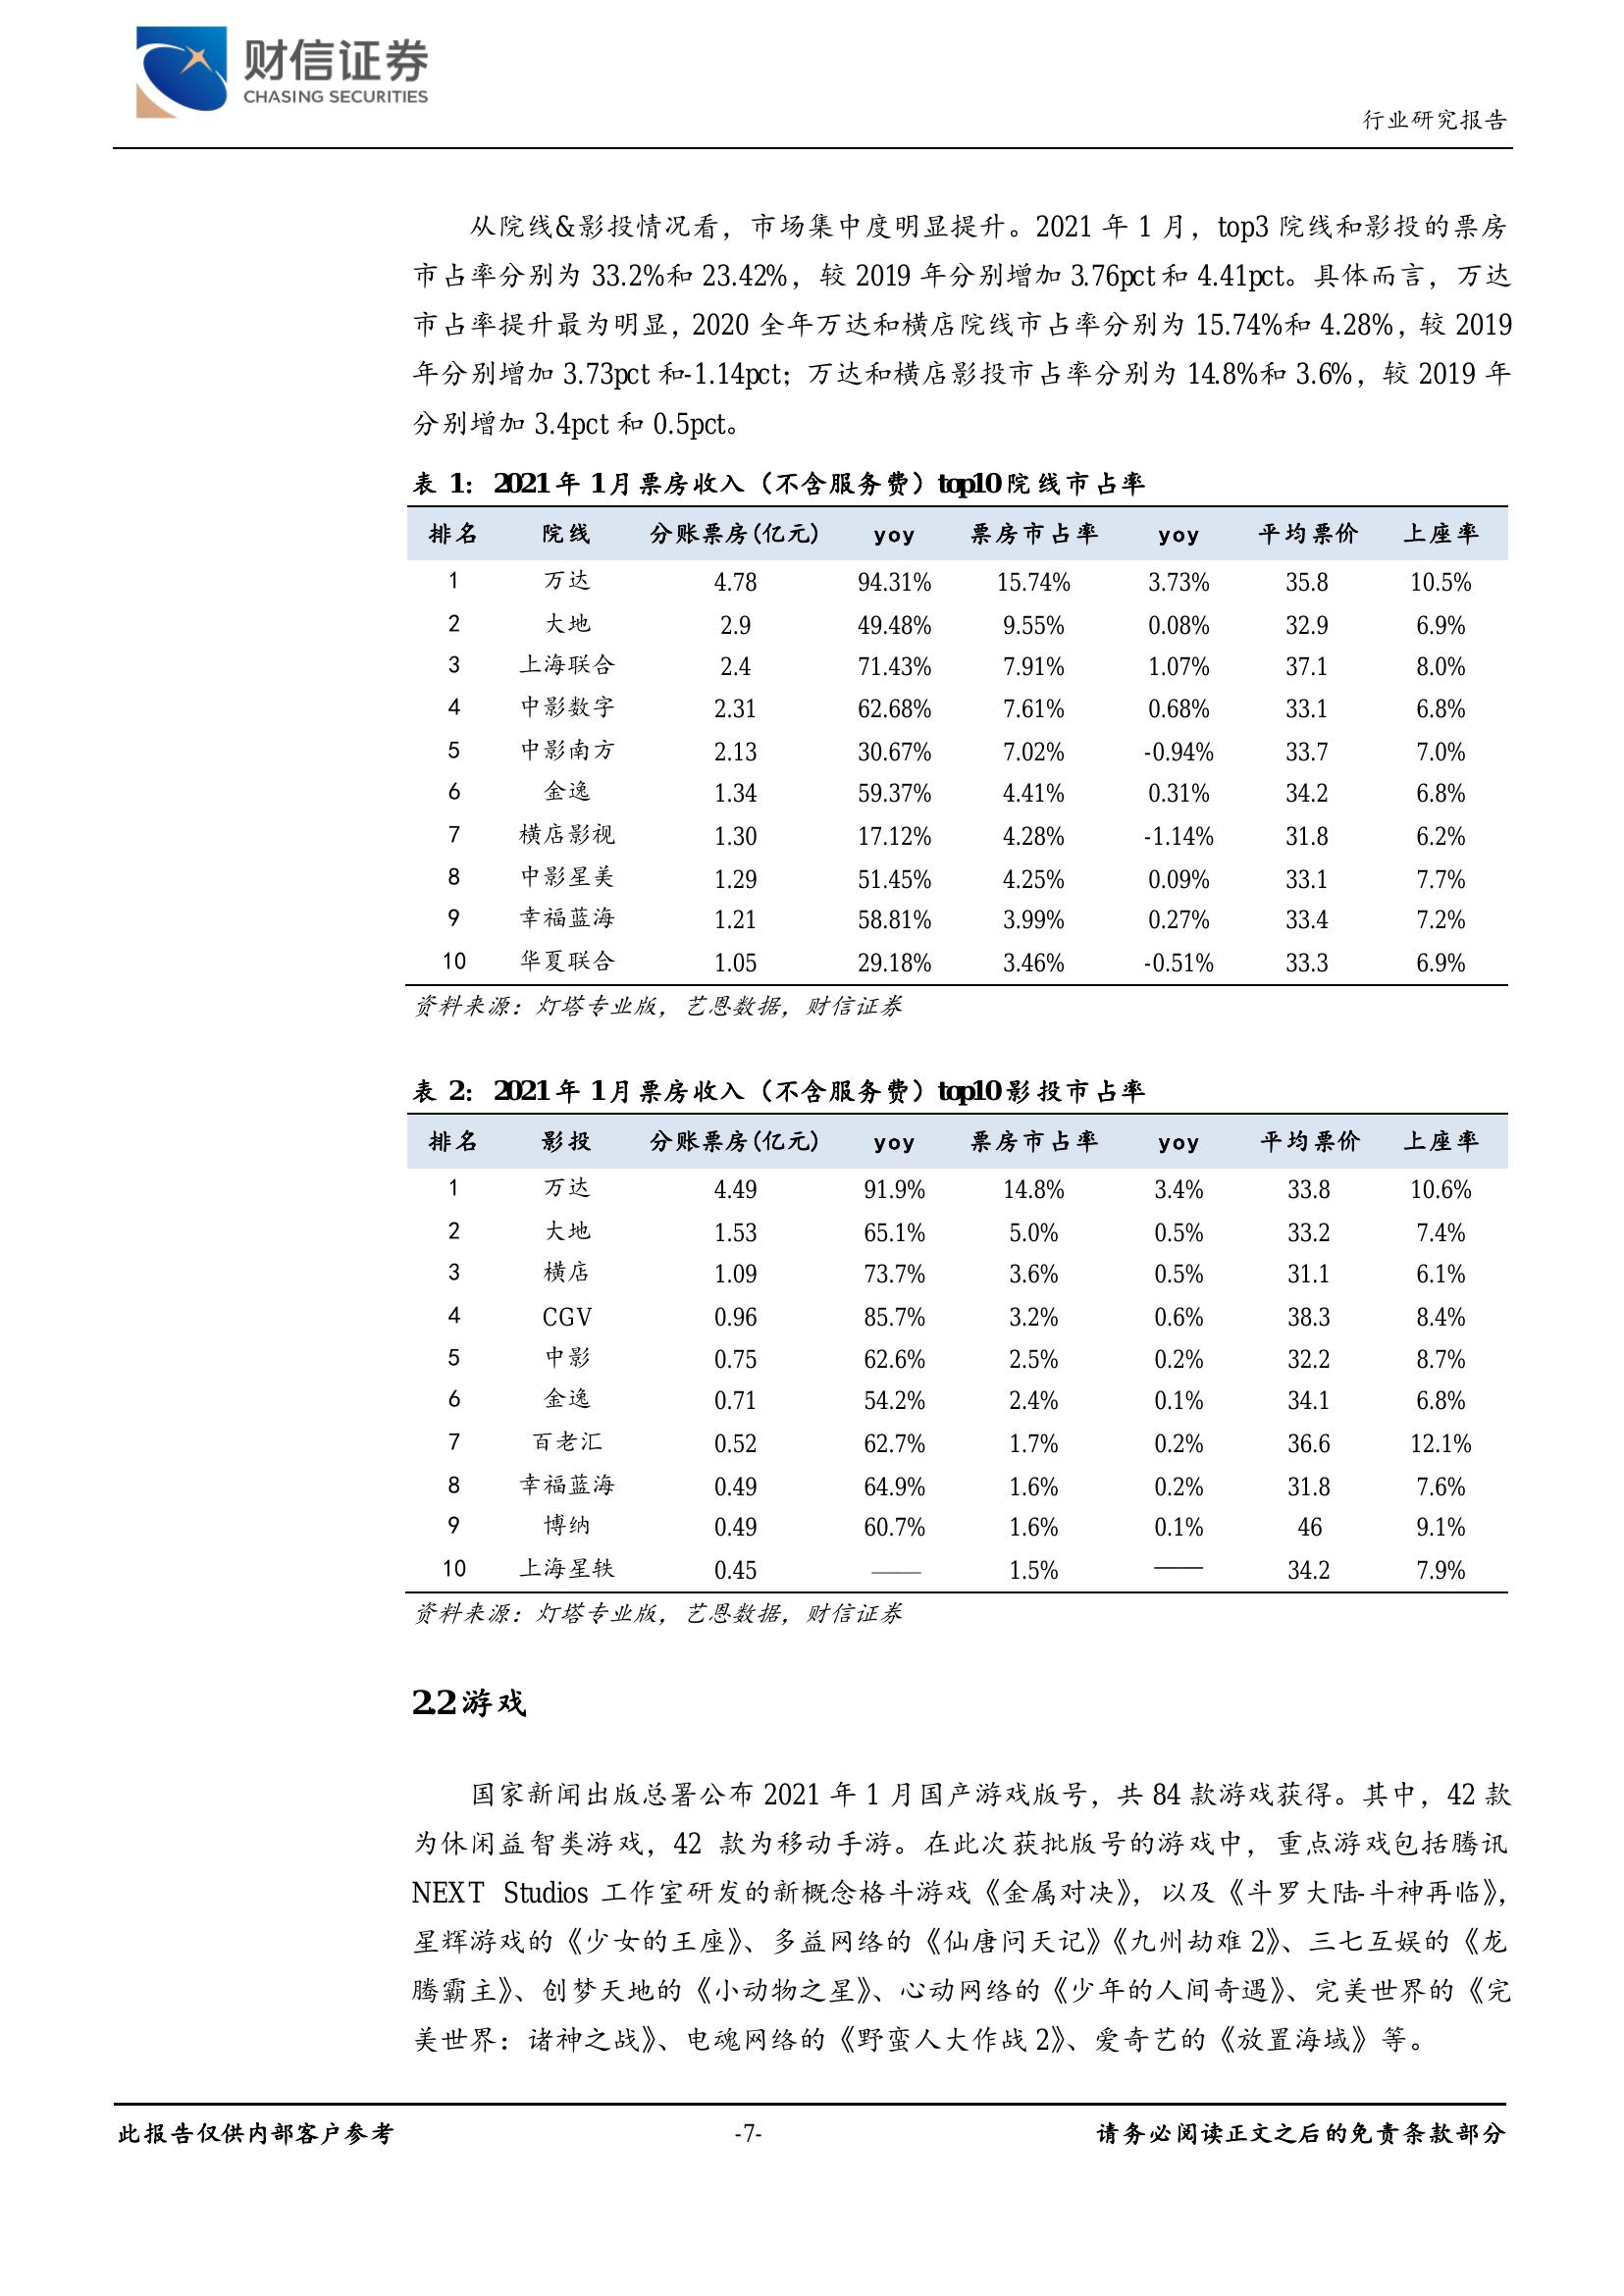 财信证券
CHASING SECURITIES
行业研究报告
从院线&影投情况看，市场集中度明显提升。2021 年 1 月，top3 院线和影投的票房
市占率分别为 33.2%和 23.42%，较 2019 年分别增加 3.76pct 和 4.41pct。具体而言，万达
市占率提升最为明显，2020 全年万达和横店院线市占率分别为 15.74%和 4.28%，较 2019
年分别增加 3.73pct 和-1.14pct；万达和横店影投市占率分别为 14.8%和 3.6%，较 2019 年
分别增加 3.4pct 和 0.5pct。
表 1： 2021 年 1 月票房收入（不含服务费）top10 院线市占率
排名 院线 分账票房(亿元) yoy 票房市占率 yoy 平均票价 上座率
1 万达 4.78 94.31% 15.74% 3.73% 35.8 10.5%
2 大地 2.9 49.48% 9.55% 0.08% 32.9 6.9%
3 上海联合 2.4 71.43% 7.91% 1.07% 37.1 8.0%
4 中影数字 2.31 62.68% 7.61% 0.68% 33.1 6.8%
5 中影南方 2.13 30.67% 7.02% -0.94% 33.7 7.0%
6 金逸 1.34 59.37% 4.41% 0.31% 34.2 6.8%
7 横店影视 1.30 17.12% 4.28% -1.14% 31.8 6.2%
8 中影星美 1.29 51.45% 4.25% 0.09% 33.1 7.7%
9 幸福蓝海 1.21 58.81% 3.99% 0.27% 33.4 7.2%
10 华夏联合 1.05 29.18% 3.46% -0.51% 33.3 6.9%
资料来源：灯塔专业版，艺恩数据，财信证券
表 2： 2021 年 1 月票房收入（不含服务费）top10 影投市占率
排名 影投 分账票房(亿元) yoy 票房市占率 yoy 平均票价 上座率
1 万达 4.49 91.9% 14.8% 3.4% 33.8 10.6%
2 大地 1.53 65.1% 5.0% 0.5% 33.2 7.4%
3 横店 1.09 73.7% 3.6% 0.5% 31.1 6.1%
4 CGV 0.96 85.7% 3.2% 0.6% 38.3 8.4%
5 中影 0.75 62.6% 2.5% 0.2% 32.2 8.7%
6 金逸 0.71 54.2% 2.4% 0.1% 34.1 6.8%
7 百老汇 0.52 62.7% 1.7% 0.2% 36.6 12.1%
8 幸福蓝海 0.49 64.9% 1.6% 0.2% 31.8 7.6%
9 博纳 0.49 60.7% 1.6% 0.1% 46 9.1%
10 上海星轶 0.45 —— 1.5% —— 34.2 7.9%
资料来源：灯塔专业版，艺恩数据，财信证券
2.2 游戏
国家新闻出版总署公布 2021 年 1 月国产游戏版号，共 84 款游戏获得。其中，42 款
为休闲益智类游戏，42 款为移动手游。在此次获批版号的游戏中，重点游戏包括腾讯
NEXT Studios 工作室研发的新概念格斗游戏《金属对决》，以及《斗罗大陆-斗神再临》，
星辉游戏的《少女的王座》、多益网络的《仙唐问天记》《九州劫难 2》、三七互娱的《龙
腾霸主》、创梦天地的《小动物之星》、心动网络的《少年的人间奇遇》、完美世界的《完
美世界：诸神之战》、电魂网络的《野蛮人大作战 2》、爱奇艺的《放置海域》等。
此报告仅供内部客户参考 -7- 请务必阅读正文之后的免责条款部分